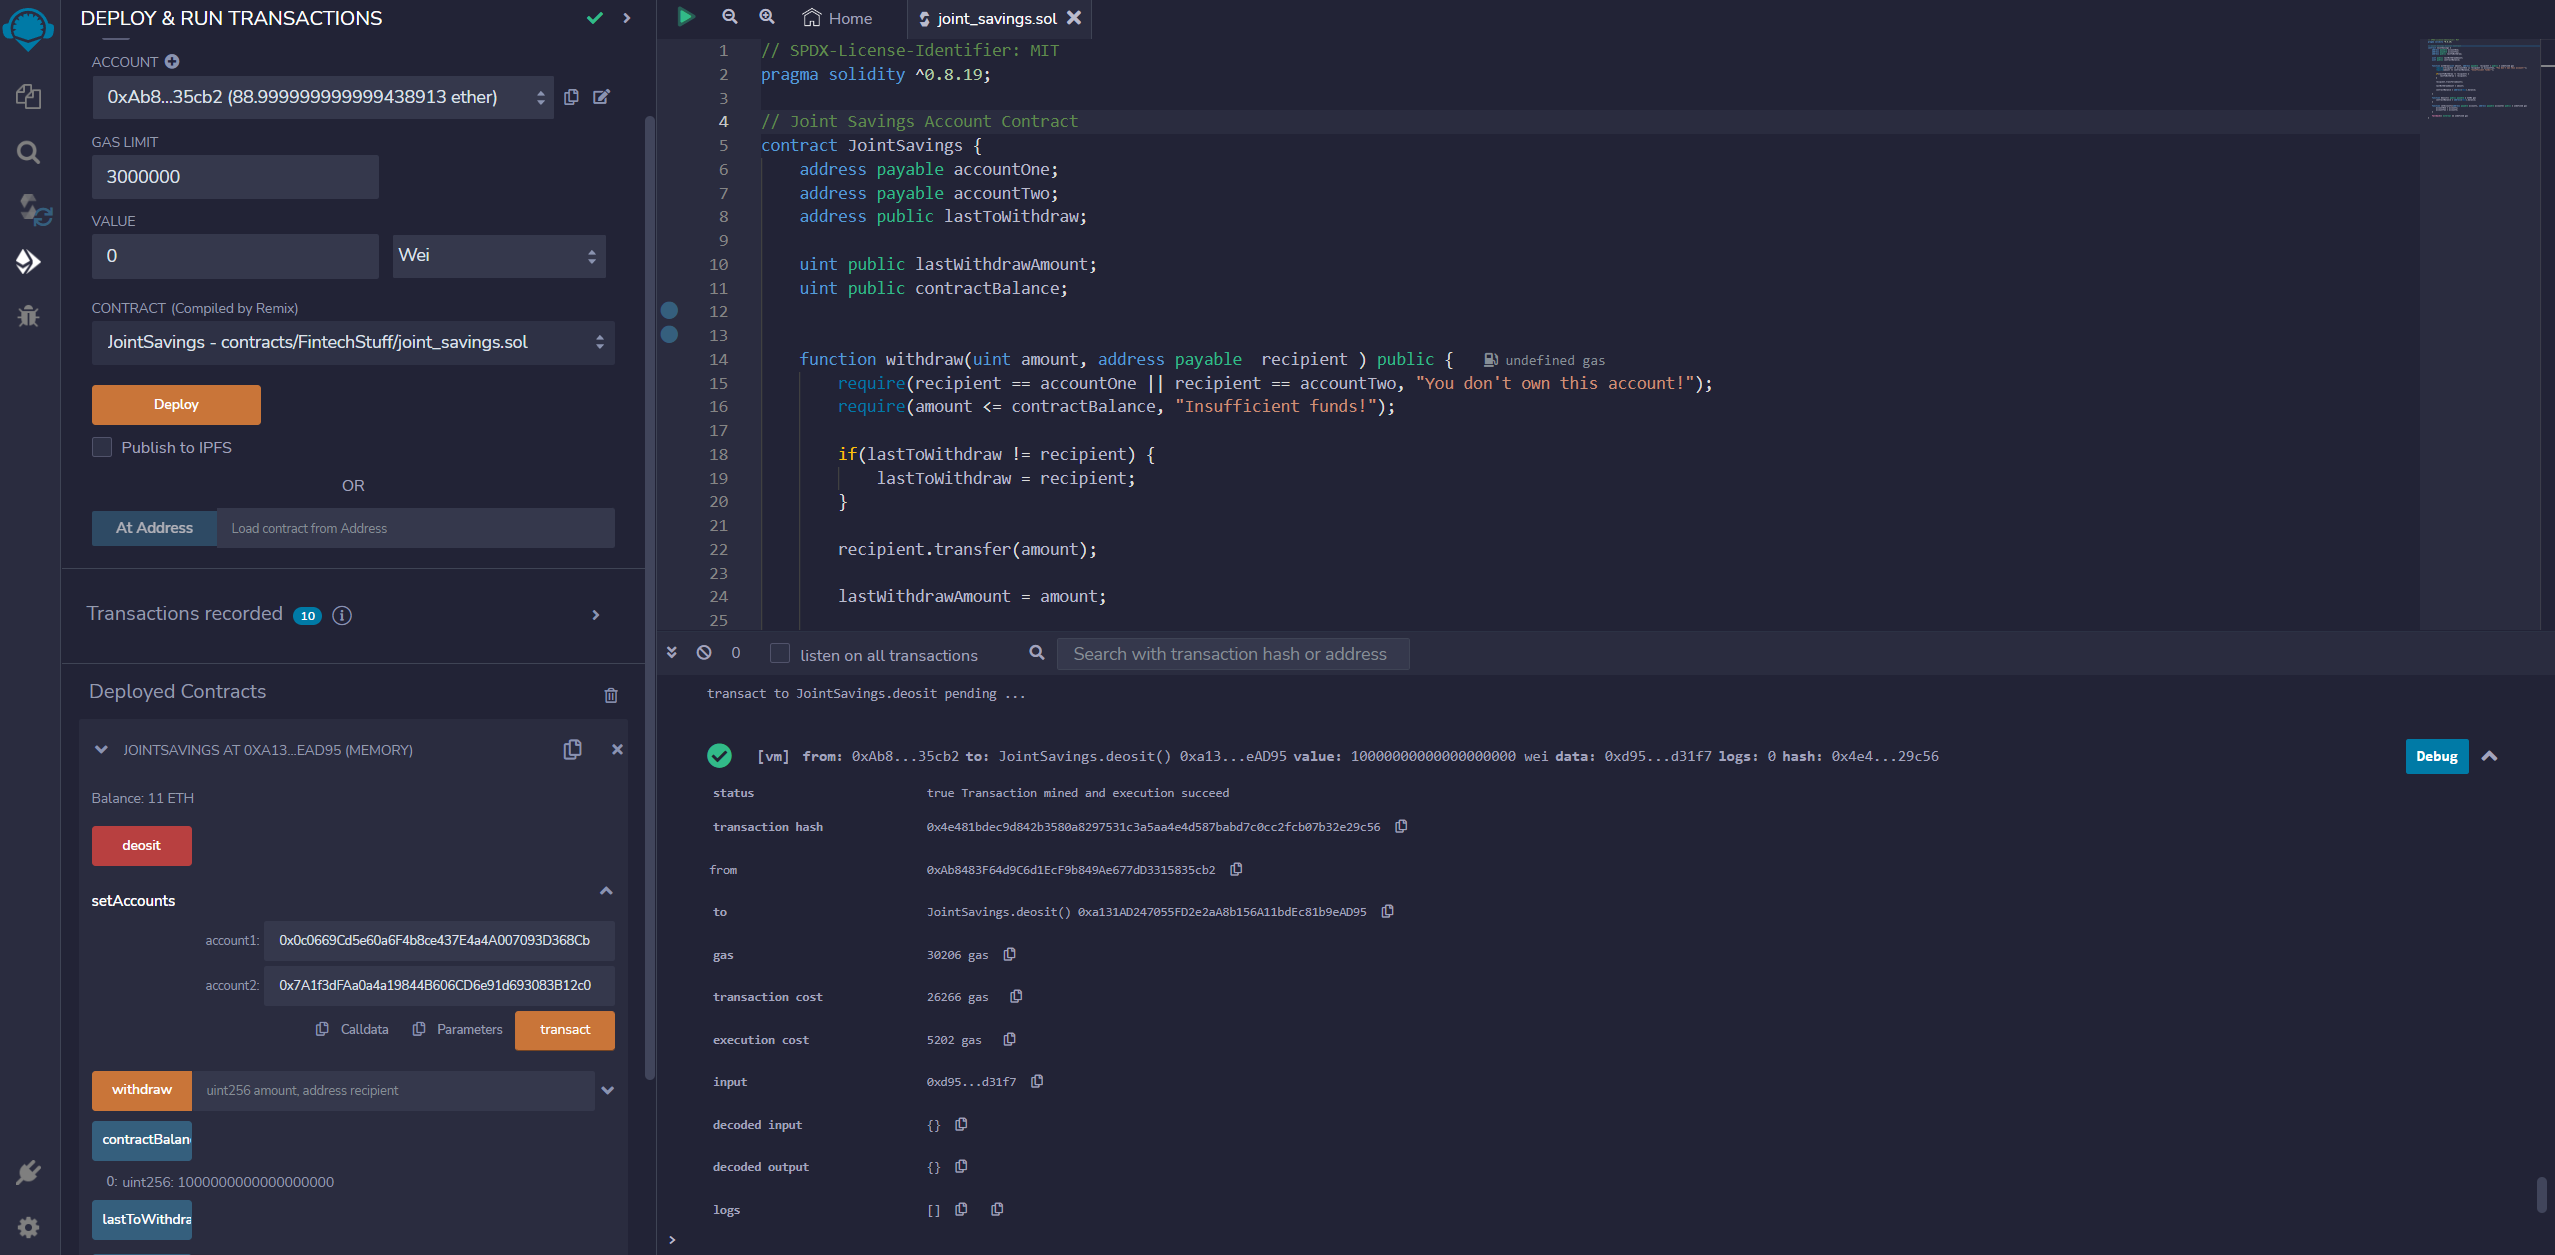 DEPLOY & RUN TRANSACTIONS
ACCOUNT
0xAb8...35cb2 (88.999999999999438913 ether)
GAS LIMIT
3000000
VALUE
0
Wei
CONTRACT (Compiled by Remix)
JointSavings - contracts/FintechStuff/joint_savings.sol
Deploy
Publish to IPFS
OR
At Address
Load contract from Address
Transactions recorded 10
Deployed Contracts
JOINTSAVINGS AT 0XA13...EAD95 (MEMORY)
Balance: 11 ETH
deosit
setAccounts
account1: 0x0c0669Cd5e60a6F4b8ce437E4a4A007093D368Cb
account2: 0x7A1f3dFAa0a4a19844B606CD6e91d693083B12c0
Calldata Parameters transact
withdraw uint256 amount, address recipient
contractBalan
0: uint256: 1000000000000000000
lastToWithdra
Home joint_savings.sol
1 // SPDX-License-Identifier: MIT
2 pragma solidity ^0.8.19;
3
4 // Joint Savings Account Contract
5 contract JointSavings {
6 address payable accountOne;
7 address payable accountTwo;
8 address public lastToWithdraw;
9
10 uint public lastWithdrawAmount;
11 uint public contractBalance;
12
13
14 function withdraw(uint amount, address payable  recipient ) public { undefined gas
15 require(recipient == accountOne || recipient == accountTwo, "You don't own this account!");
16 require(amount <= contractBalance, "Insufficient funds!");
17
18 if(lastToWithdraw != recipient) {
19 lastToWithdraw = recipient;
20 }
21
22 recipient.transfer(amount);
23
24 lastWithdrawAmount = amount;
25
0 listen on all transactions Search with transaction hash or address
transact to JointSavings.deosit pending ...
[vm] from: 0xAb8...35cb2 to: JointSavings.deosit() 0xa13...eAD95 value: 10000000000000000000 wei data: 0xd95...d31f7 logs: 0 hash: 0x4e4...29c56
Debug
status true Transaction mined and execution succeed
transaction hash 0x4e481bdec9d842b3580a8297531c3a5aa4e4d587babd7c0cc2fcb07b32e29c56
from 0xAb8483F64d9C6d1EcF9b849Ae677dD3315835cb2
to JointSavings.deosit() 0xa131AD247055FD2e2aA8b156A11bdEc81b9eAD95
gas 30206 gas
transaction cost 26266 gas
execution cost 5202 gas
input 0xd95...d31f7
decoded input {}
decoded output {}
logs []
>